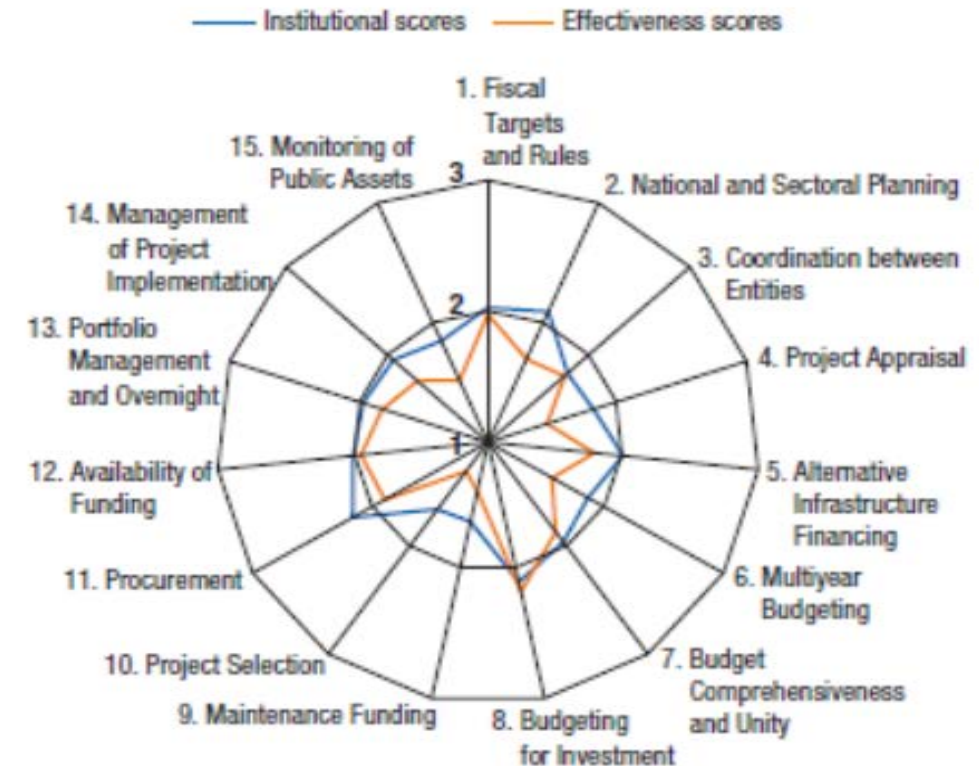 Institutional scores
Effectiveness scores
1. Fiscal
Targets
and Rules
15. Monitoring of
Public Assets
3
2. National and Sectoral Planning
14. Management
of Project
Implementation
3. Coordination between
Entities
2
13. Portfolio
Management
and Overnight
4. Project Appraisal
1
12. Availability of
Funding
5. Alternative
Infrastructure
Financing
11. Procurement
6. Multiyear
Budgeting
10. Project Selection
7. Budget
Comprehensiveness
and Unity
9. Maintenance Funding
8. Budgeting
for Investment